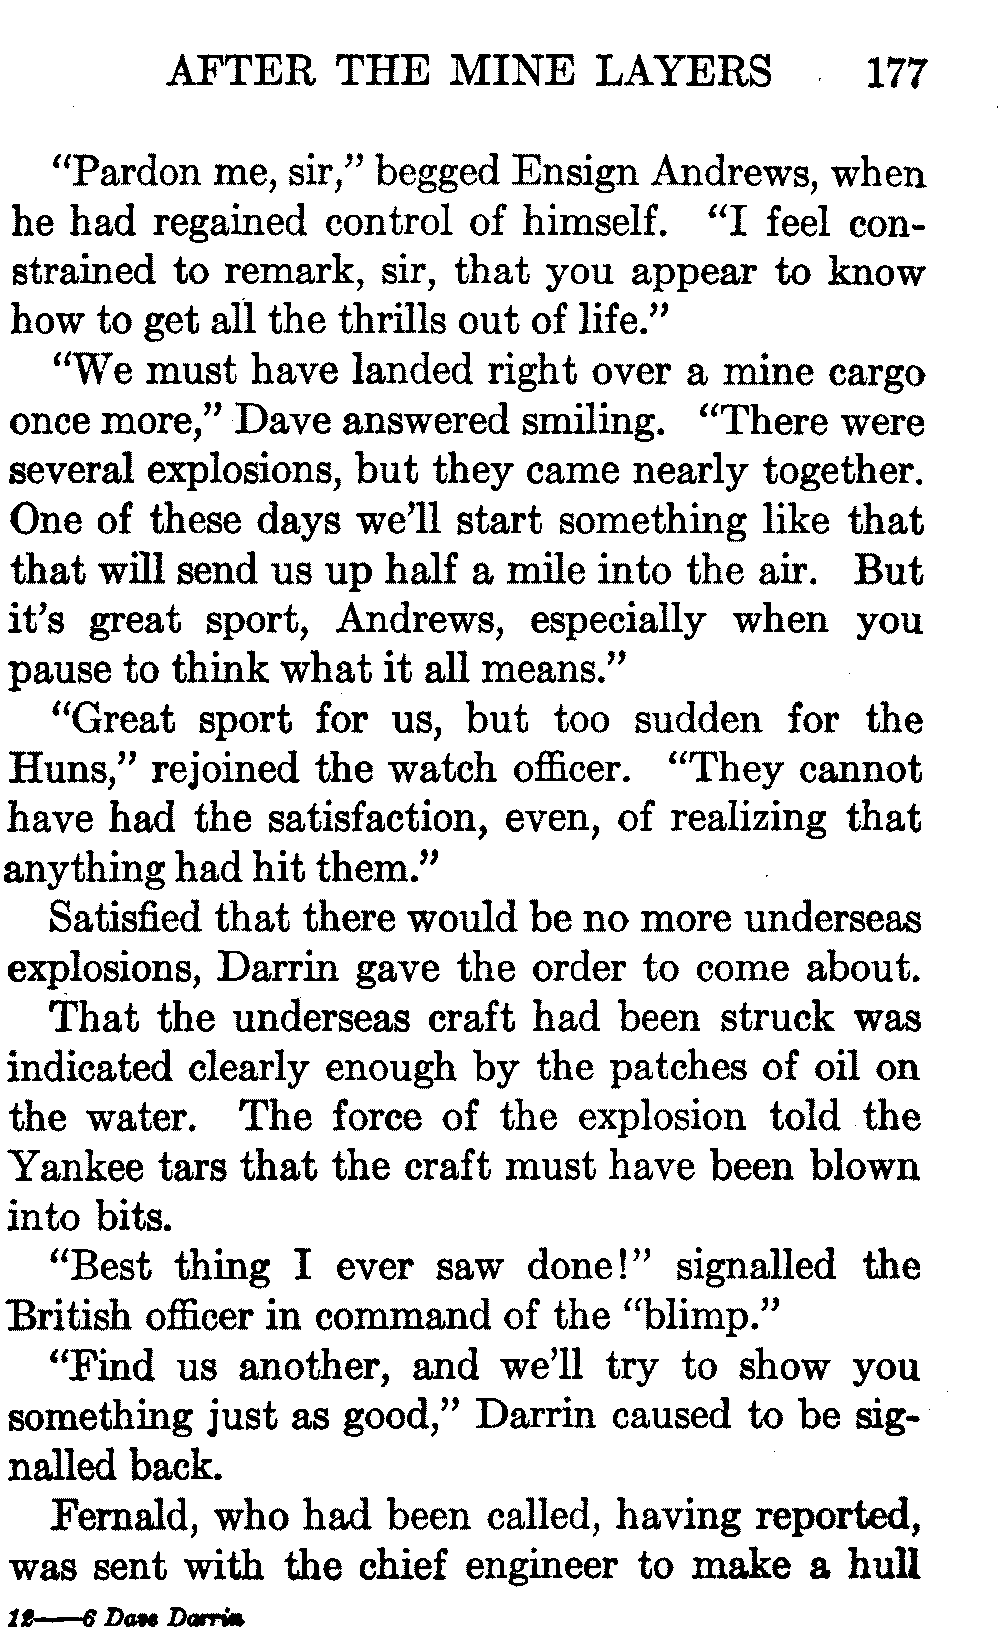 AFTER THE MINE LAYERS 177
“Pardon me, sir,” begged Ensign Andrews, when
he had regained control of himself. “I feel con-
strained to remark, sir, that you appear to know
how to get all the thrills out of life.”
“We must have landed right over a mine cargo
once more,” Dave answered smiling. “There were
several explosions, but they came nearly together.
One of these days we’ll start something like that
that will send us up half a mile into the air. But
it’s great sport, Andrews, especially when you
pause to think what it all means.”
“Great sport for us, but too sudden for the
Huns,” rejoined the watch officer. “They cannot
have had the satisfaction, even, of realizing that
anything had hit them.”
Satisfied that there would be no more underseas
explosions, Darrin gave the order to come about.
That the underseas craft had been struck was
indicated clearly enough by the patches of oil on
the water. The force of the explosion told the
Yankee tars that the craft must have been blown
into bits.
“Best thing I ever saw done!” signalled the
British officer in command of the “blimp.”
“Find us another, and we’ll try to show you
something just as good,” Darrin caused to be sig-
nalled back.
Fernald, who had been called, having reported,
was sent with the chief engineer to make a hull
12——6 Dave Darrin